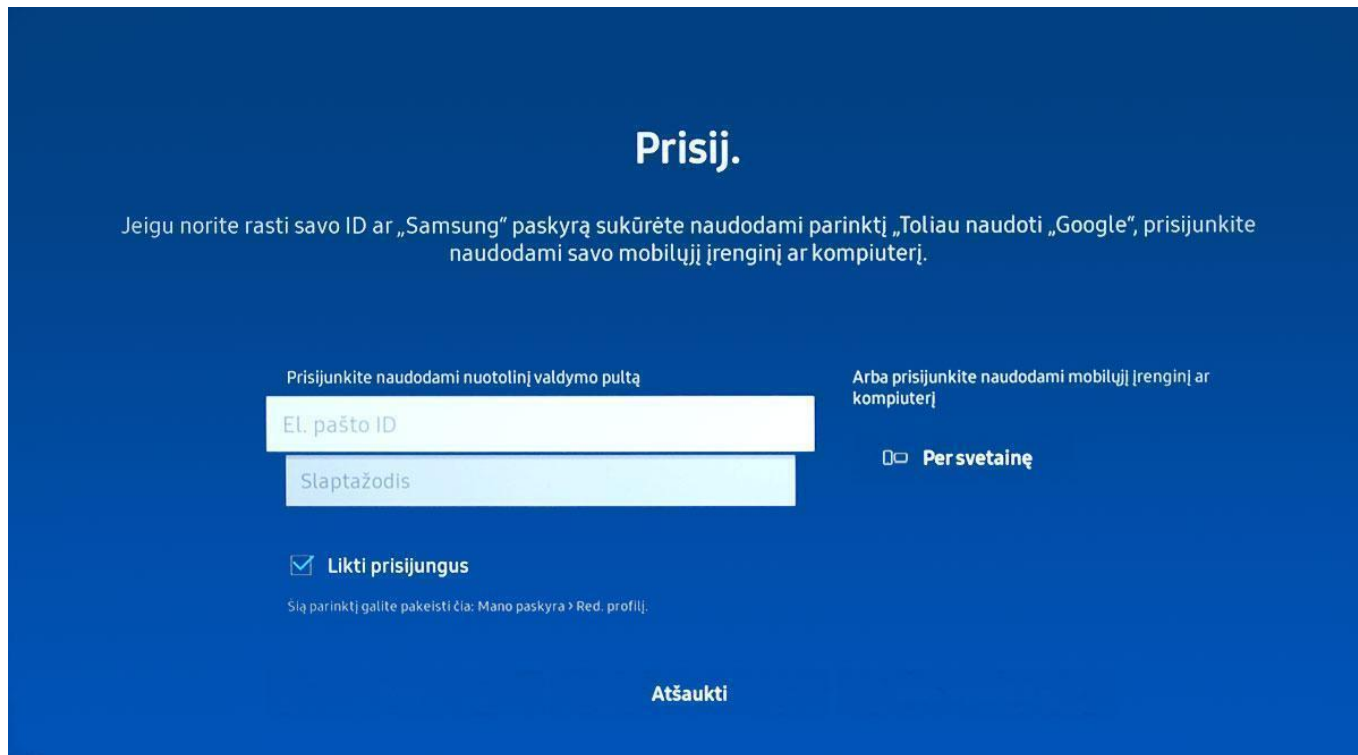 Prisij.
Jeigu norite rasti savo ID ar „Samsung“ paskyrą sukūrėte naudodami parinktį „Toliau naudoti „Google“, prisijunkite
naudodami savo mobilųjį įrenginį ar kompiuterį.
Prisijunkite naudodami nuotolinį valdymo pultą
El. pašto ID
Slaptažodis
Likti prisijungus
Šią parinktį galite pakeisti čia: Mano paskyra > Red. profilį.
Arba prisijunkite naudodami mobilųjį įrenginį ar
kompiuterį
Per svetainę
Atšaukti